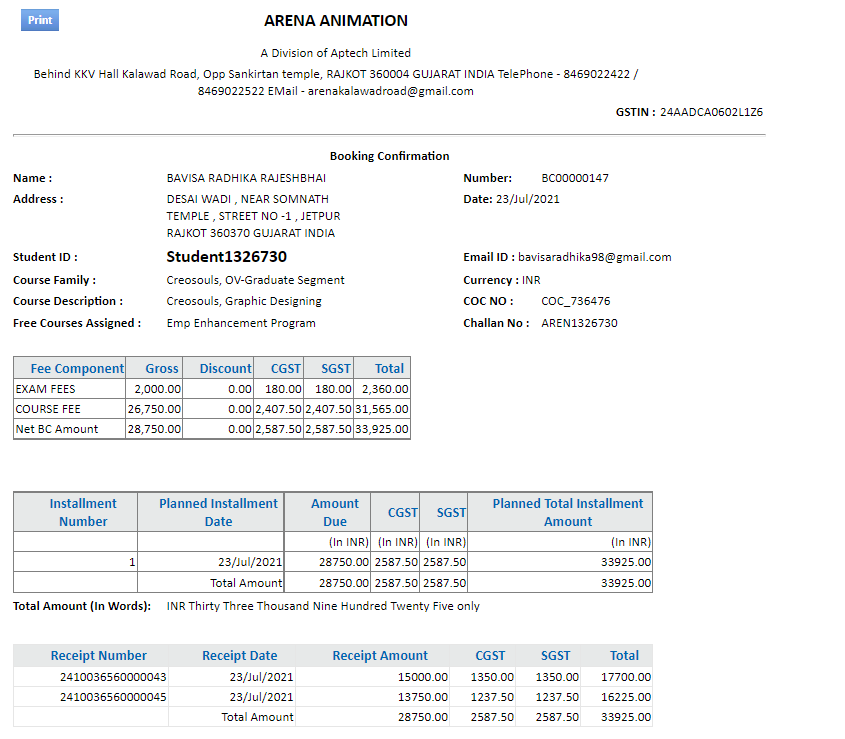 Print
ARENA ANIMATION
A Division of Aptech Limited
Behind KKV Hall Kalawad Road, Opp Sankirtan temple, RAJKOT 360004 GUJARAT INDIA TelePhone - 8469022422 /
8469022522 EMail - arenakalawadroad@gmail.com
GSTIN : 24AADCA0602L1Z6
Booking Confirmation
Name : BAVISA RADHIKA RAJESHBHAI Number: BC00000147
Address : DESAI WADI , NEAR SOMNATH Date: 23/Jul/2021
TEMPLE , STREET NO -1 , JETPUR
RAJKOT 360370 GUJARAT INDIA
Student ID : Student1326730 Email ID : bavisaradhika98@gmail.com
Course Family : Creosouls, OV-Graduate Segment Currency : INR
Course Description : Creosouls, Graphic Designing COC NO : COC_736476
Free Courses Assigned : Emp Enhancement Program Challan No : AREN1326730
Fee Component Gross Discount CGST SGST Total
EXAM FEES 2,000.00 0.00 180.00 180.00 2,360.00
COURSE FEE 26,750.00 0.00 2,407.50 2,407.50 31,565.00
Net BC Amount 28,750.00 0.00 2,587.50 2,587.50 33,925.00
Installment Planned Installment Amount CGST SGST Planned Total Installment
Number Date Due Amount
(In INR) (In INR) (In INR) (In INR)
1 23/Jul/2021 28750.00 2587.50 2587.50 33925.00
Total Amount 28750.00 2587.50 2587.50 33925.00
Total Amount (In Words): INR Thirty Three Thousand Nine Hundred Twenty Five only
Receipt Number Receipt Date Receipt Amount CGST SGST Total
2410036560000043 23/Jul/2021 15000.00 1350.00 1350.00 17700.00
2410036560000045 23/Jul/2021 13750.00 1237.50 1237.50 16225.00
Total Amount 28750.00 2587.50 2587.50 33925.00